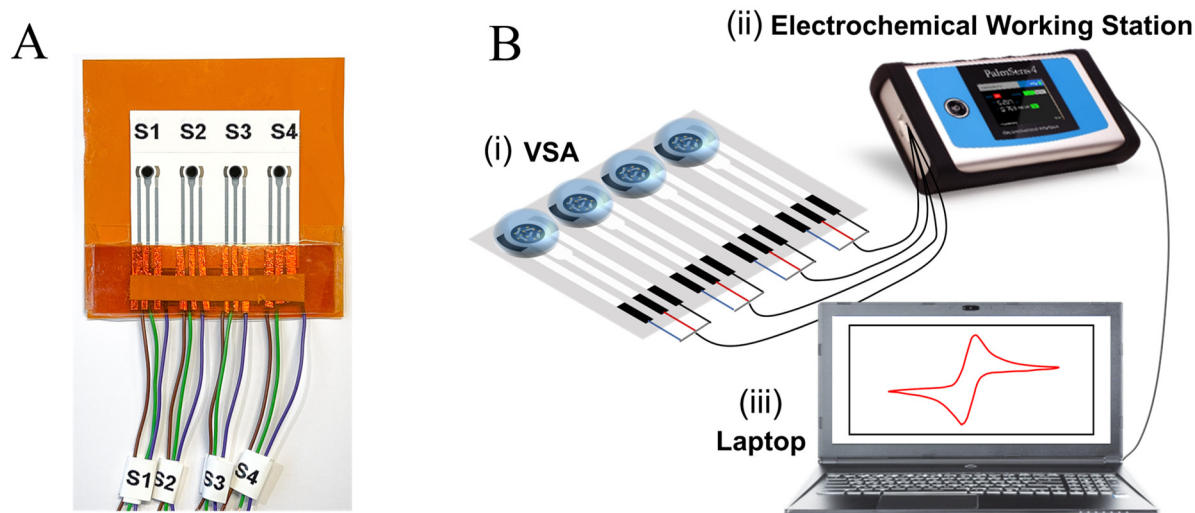 A
S1 S2 S3 S4
S1 S2 S3 S4
B
(ii) Electrochemical Working Station
PalmSens4
(i) VSA
(iii)
Laptop